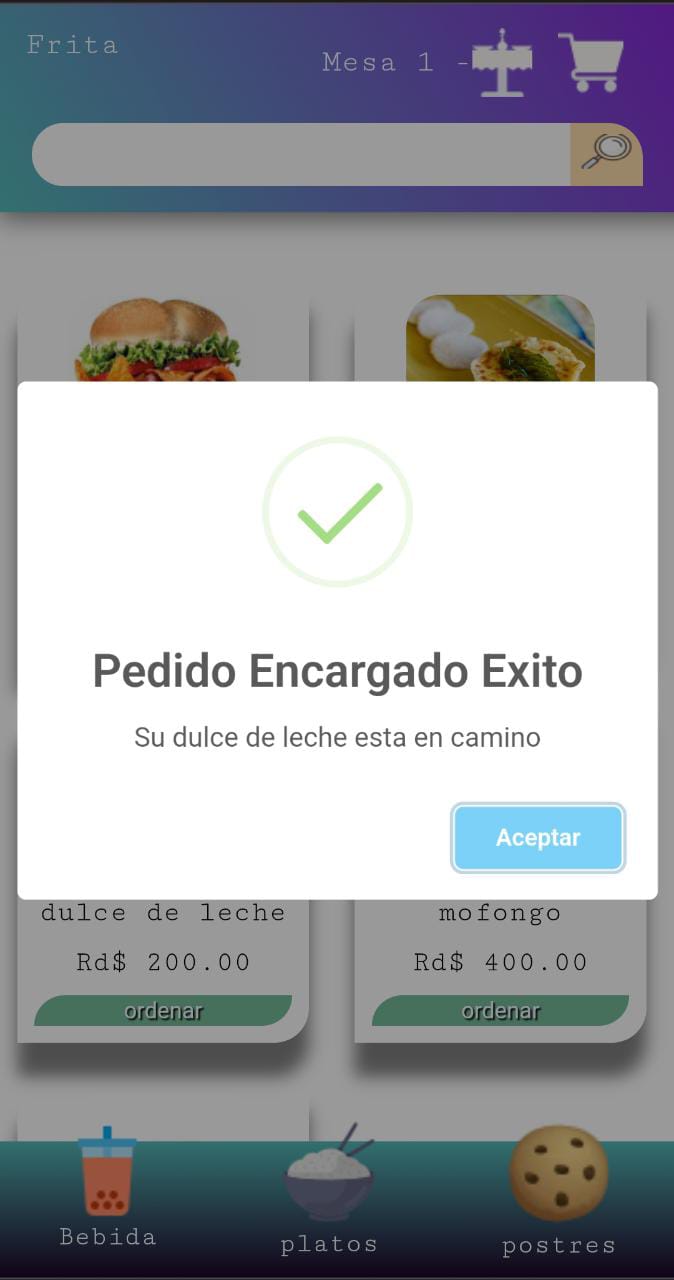 Frita
Mesa 1 -
Pedido Encargado Exito
Su dulce de leche esta en camino
Aceptar
dulce de leche
mofongo
Rd$ 200.00
Rd$ 400.00
ordenar
ordenar
Bebida
platos
postres